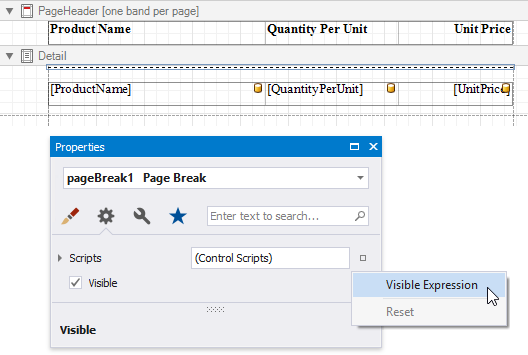 PageHeader [one band per page]
Product Name Quantity Per Unit Unit Price
Detail
[ProductName] [QuantityPerUnit] [UnitPrice]
Properties
pageBreak1 Page Break
Enter text to search...
Scripts (Control Scripts)
Visible
Visible Expression
Reset
Visible